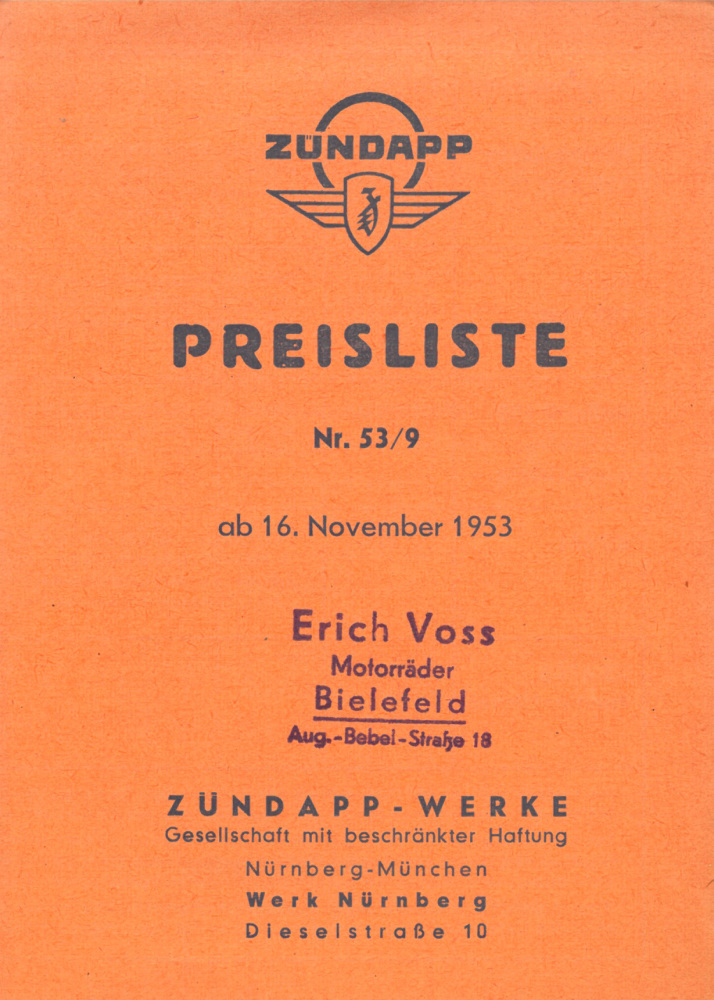 ZÜNDAPP
PREISLISTE
Nr. 53/9
ab 16. November 1953
Erich Voss
Motorräder
Bielefeld
Aug.-Bebel-Straße 18
ZÜNDAPP-WERKE
Gesellschaft mit beschränkter Haftung
Nürnberg-München
Werk Nürnberg
Dieselstraße 10